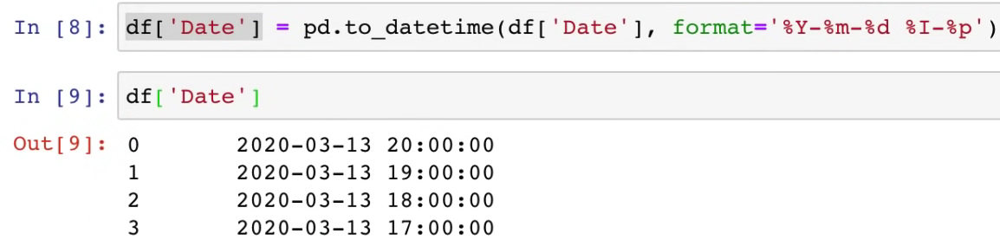 In [8]: df['Date'] = pd.to_datetime(df['Date'], format='%Y-%m-%d %I-%p')
In [9]: df['Date']
Out[9]: 0 2020-03-13 20:00:00
1 2020-03-13 19:00:00
2 2020-03-13 18:00:00
3 2020-03-13 17:00:00